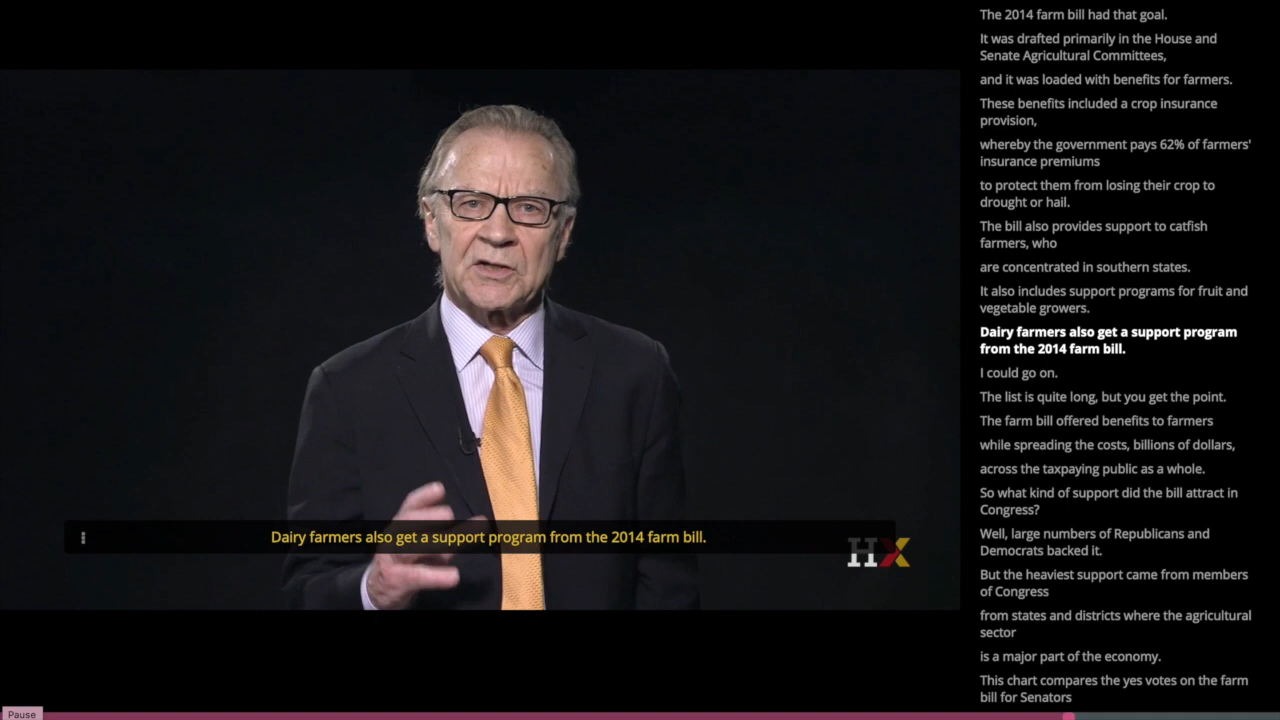 The 2014 farm bill had that goal.
It was drafted primarily in the House and
Senate Agricultural Committees,
and it was loaded with benefits for farmers.
These benefits included a crop insurance
provision,
whereby the government pays 62% of farmers'
insurance premiums
to protect them from losing their crop to
drought or hail.
The bill also provides support to catfish
farmers, who
are concentrated in southern states.
It also includes support programs for fruit and
vegetable growers.
Dairy farmers also get a support program
from the 2014 farm bill.
I could go on.
The list is quite long, but you get the point.
The farm bill offered benefits to farmers
while spreading the costs, billions of dollars,
across the taxpaying public as a whole.
So what kind of support did the bill attract in
Congress?
Well, large numbers of Republicans and
Democrats backed it.
But the heaviest support came from members
of Congress
from states and districts where the agricultural
sector
is a major part of the economy.
This chart compares the yes votes on the farm
bill for Senators
Dairy farmers also get a support program from the 2014 farm bill.
HX
Pause